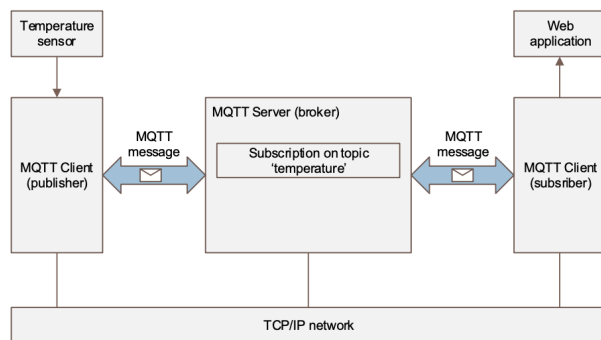 Temperature
sensor
Web
application
MQTT Client
(publisher)
MQTT
message
MQTT Server (broker)
Subscription on topic
‘temperature’
MQTT
message
MQTT Client
(subsriber)
TCP/IP network